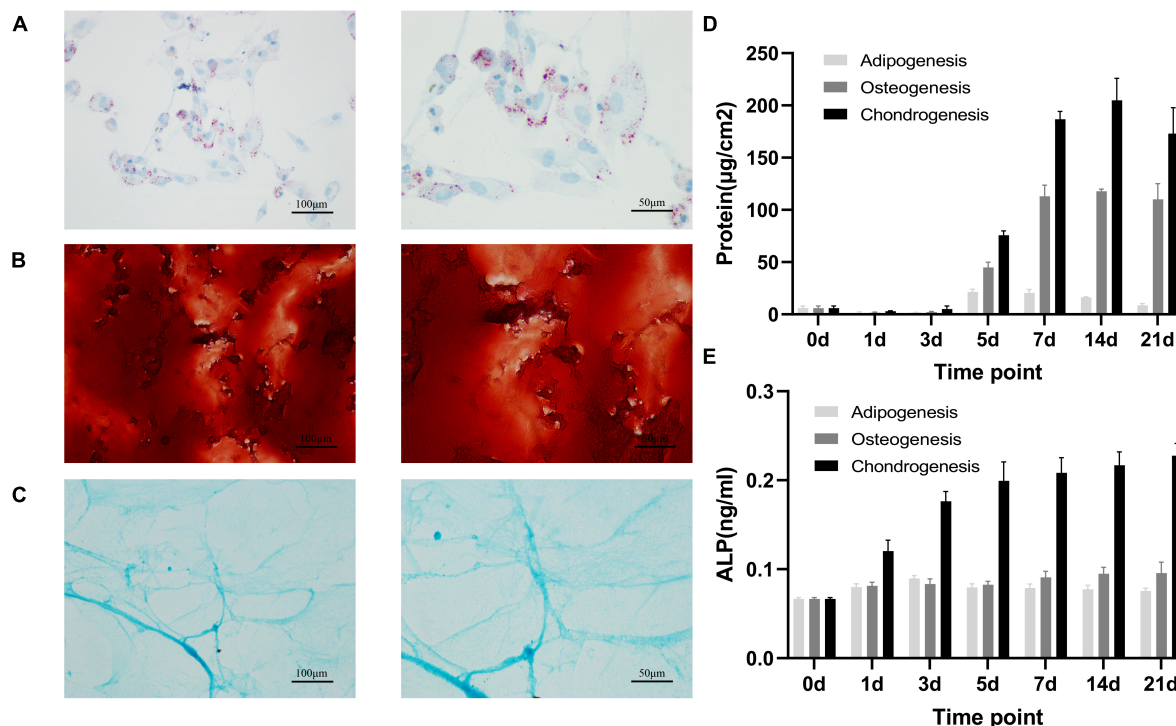 A
100μm
50μm
B
100μm
50μm
C
100μm
50μm
D
Protein(μg/cm2)
250
200
150
100
50
0
Adipogenesis
Osteogenesis
Chondrogenesis
0d 1d 3d 5d 7d 14d 21d
Time point
E
ALP(ng/ml)
0.3
0.2
0.1
0.0
Adipogenesis
Osteogenesis
Chondrogenesis
0d 1d 3d 5d 7d 14d 21d
Time point